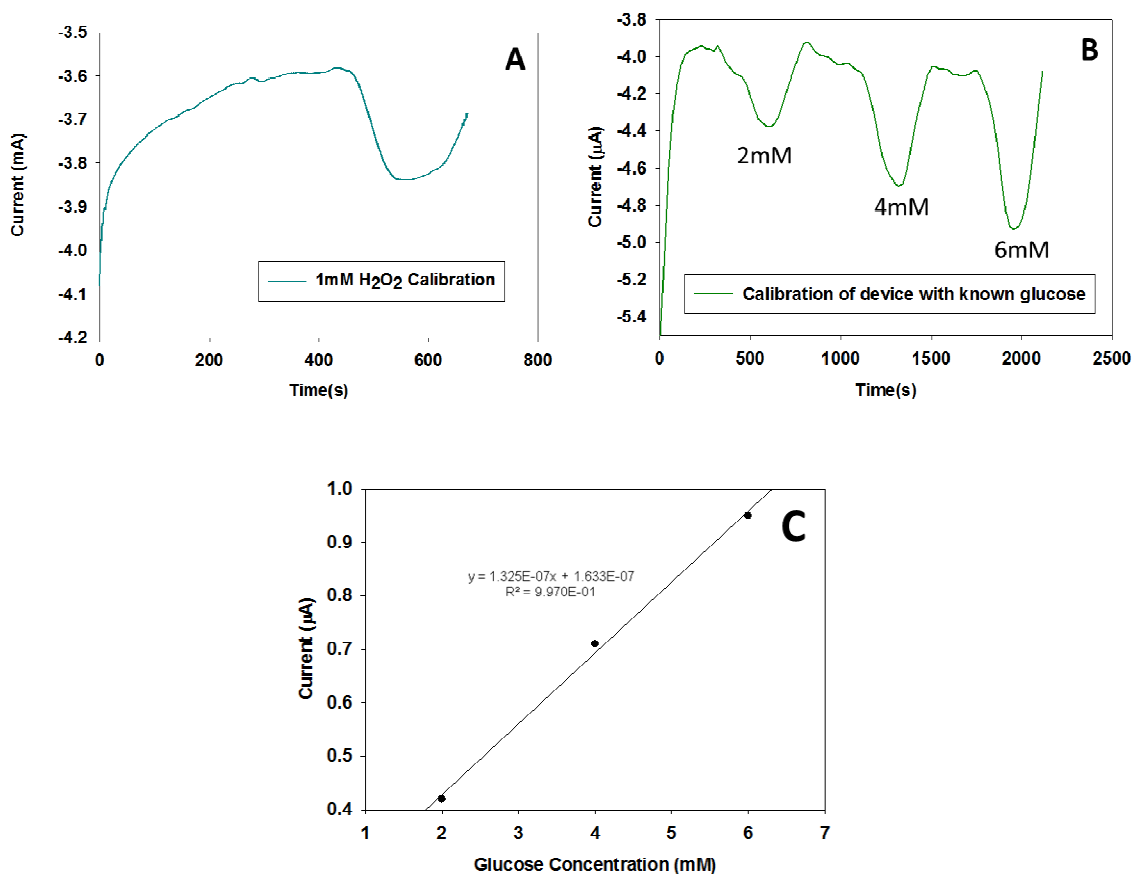 A
-3.5
-3.6
-3.7
-3.8
-3.9
-4.0
-4.1
-4.2
Current (mA)
1mM H2O2 Calibration
0
200
400
600
800
Time(s)
B
-3.8
-4.0
-4.2
-4.4
-4.6
-4.8
-5.0
-5.2
-5.4
Current (µA)
2mM
4mM
6mM
Calibration of device with known glucose
0
500
1000
1500
2000
2500
Time(s)
C
1.0
0.9
0.8
0.7
0.6
0.5
0.4
Current (µA)
y = 1.325E-07x + 1.633E-07
R² = 9.970E-01
1
2
3
4
5
6
7
Glucose Concentration (mM)